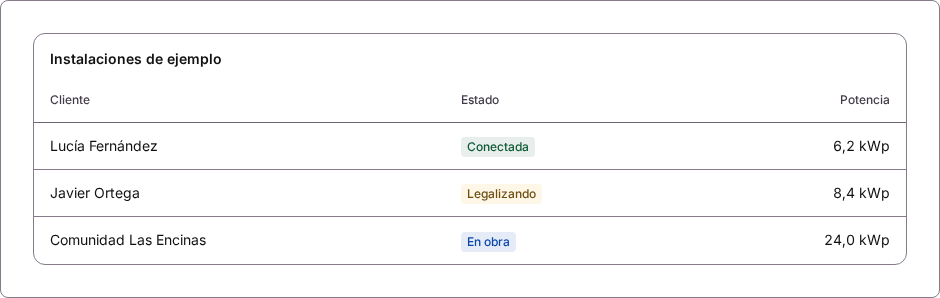 Instalaciones de ejemplo
Cliente Estado Potencia
Lucía Fernández Conectada 6,2 kWp
Javier Ortega Legalizando 8,4 kWp
Comunidad Las Encinas En obra 24,0 kWp